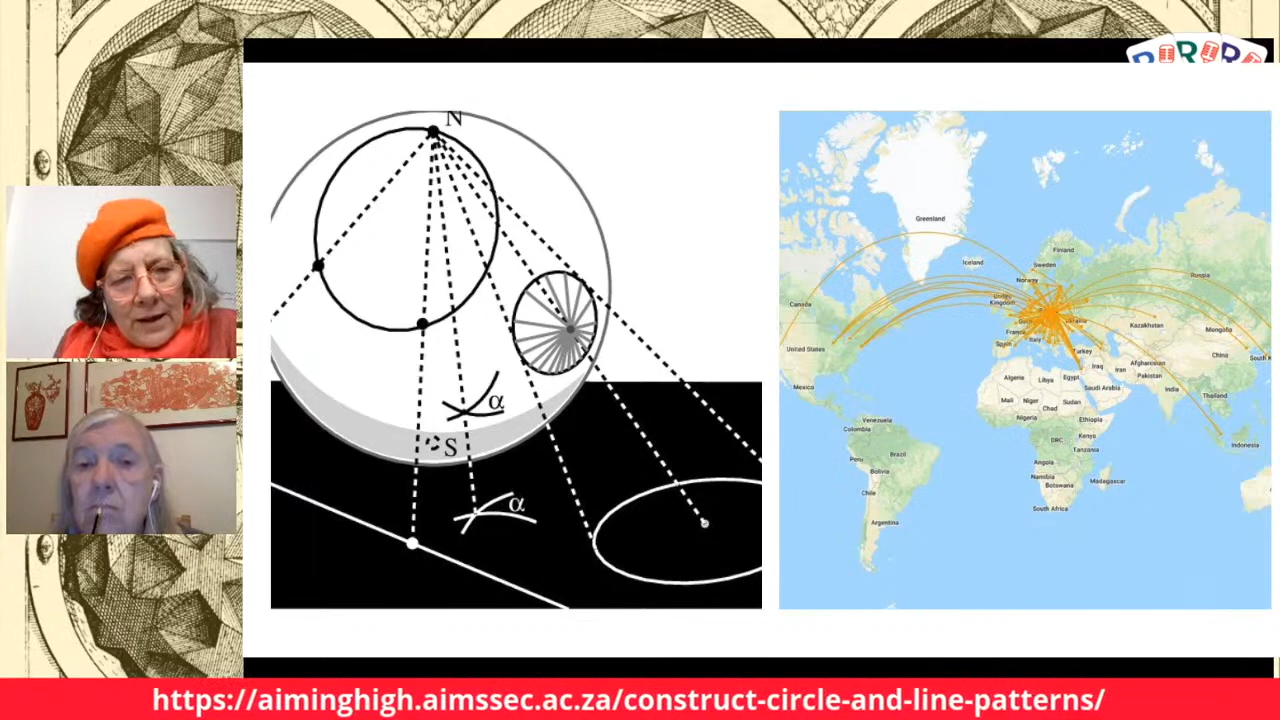 N
α
S
α
Greenland
Iceland
Finland
Sweden
Norway
Russia
United
Kingdom
Canada
Ukraine
France
Spain
Italy
Kazakhstan
Mongolia
United States
Turkey
Afghanistan
China
Iraq
Iran
Pakistan
Algeria
Libya
Egypt
Saudi Arabia
Mexico
India
Mali
Niger
Sudan
Thailand
Chad
Nigeria
Ethiopia
Venezuela
Colombia
DRC
Kenya
Tanzania
Indonesia
Peru
Brazil
Angola
Bolivia
Namibia
Madagascar
Botswana
Chile
South Africa
Argentina
https://aiminghigh.aimssec.ac.za/construct-circle-and-line-patterns/